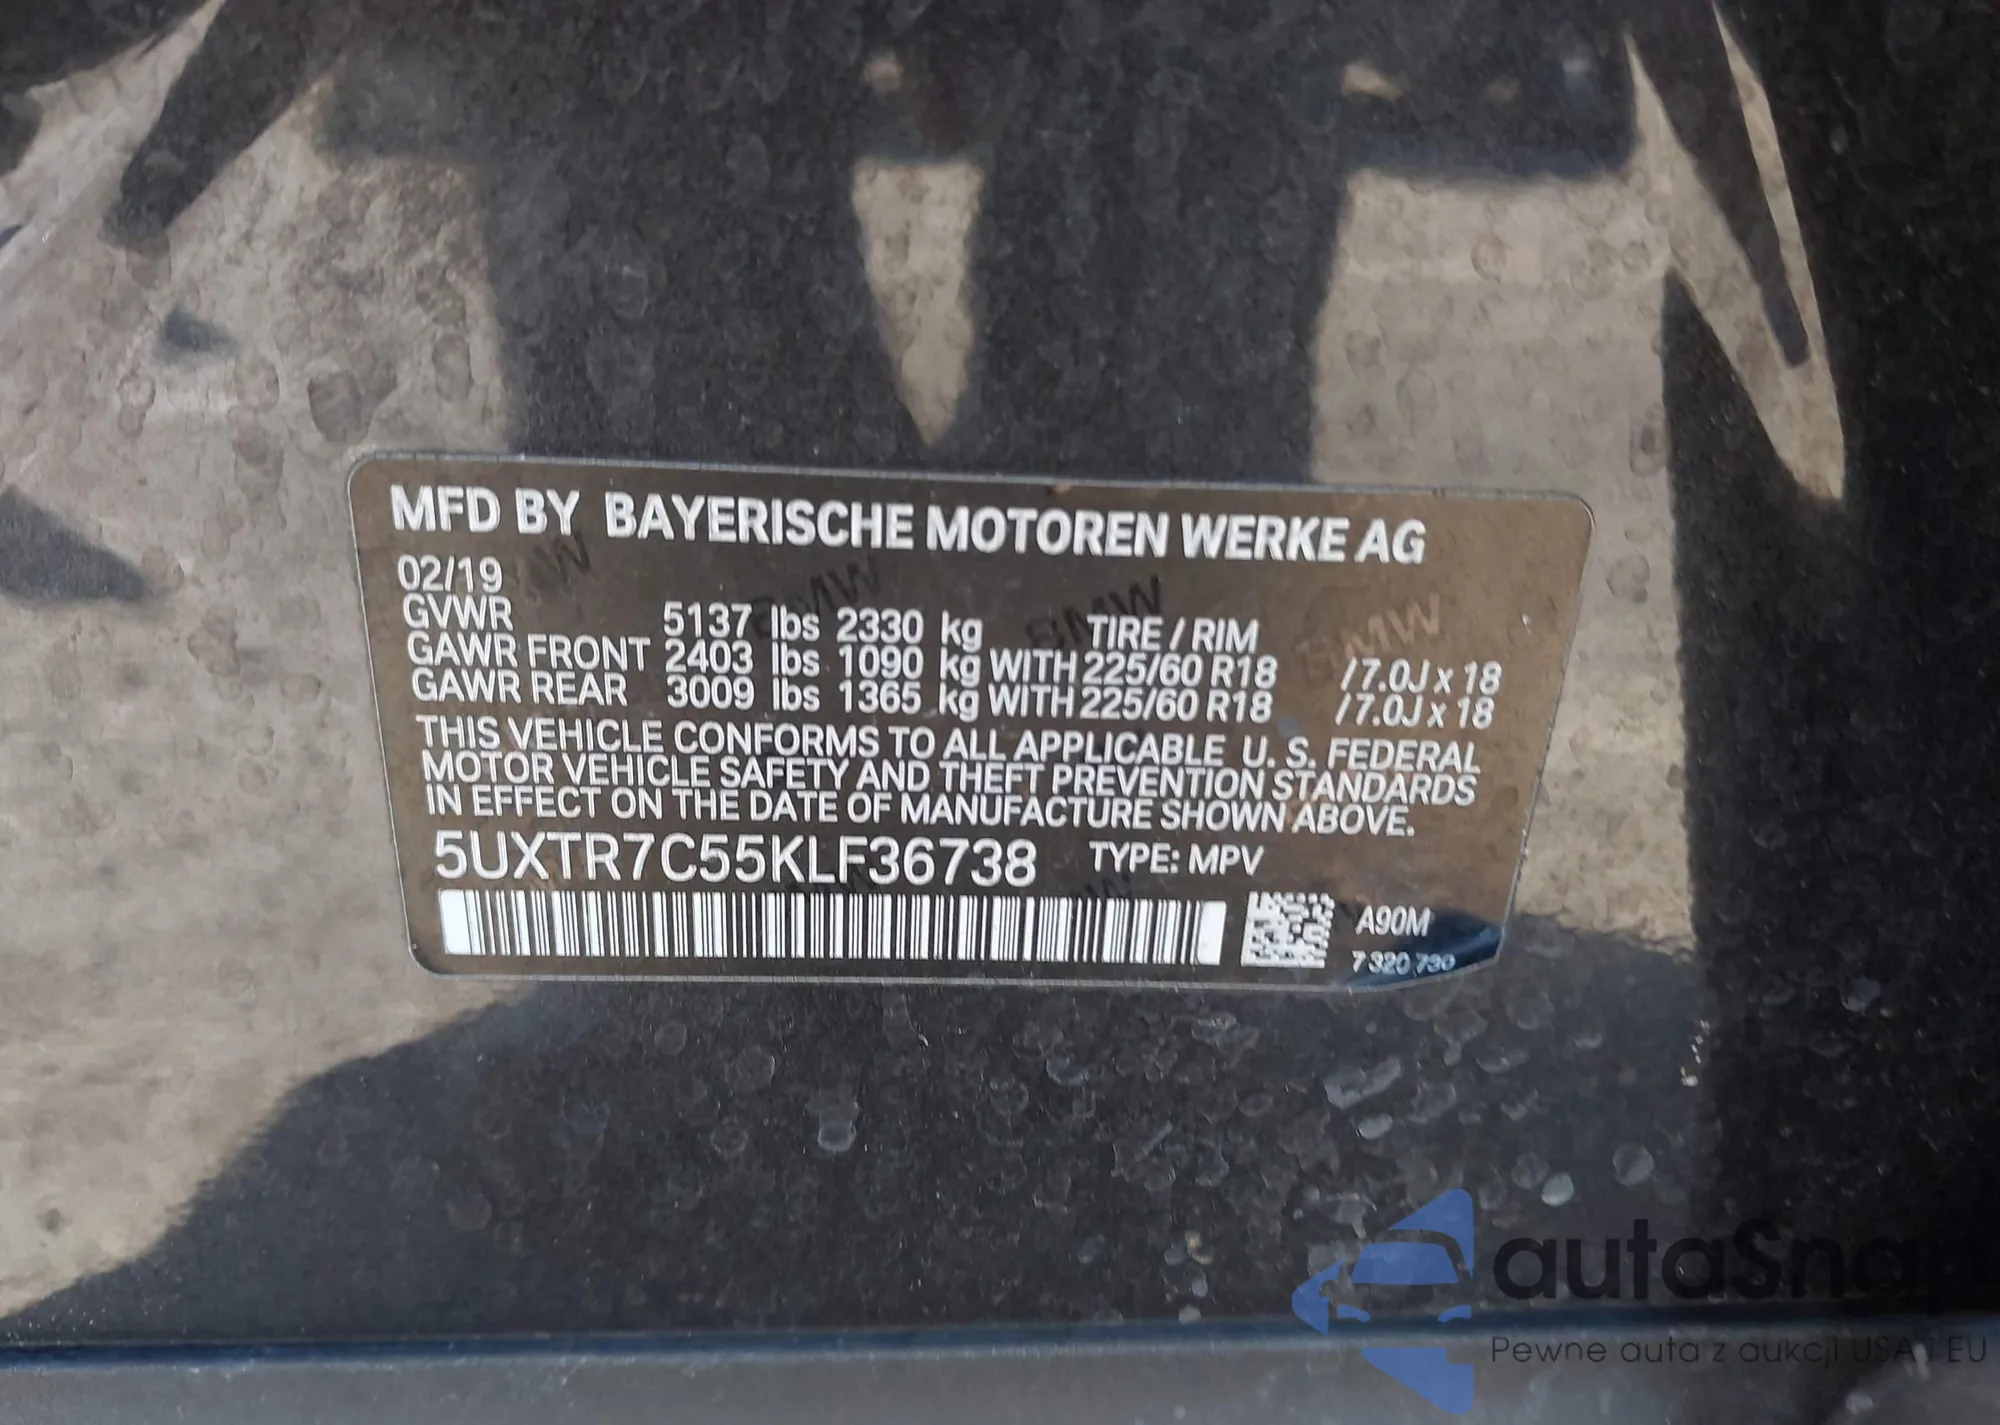 MFD BY BAYERISCHE MOTOREN WERKE AG
02/19
GVWR 5137 lbs 2330 kg TIRE / RIM
GAWR FRONT 2403 lbs 1090 kg WITH 225/60 R18 / 7.0J x 18
GAWR REAR 3009 lbs 1365 kg WITH 225/60 R18 / 7.0J x 18
THIS VEHICLE CONFORMS TO ALL APPLICABLE U. S. FEDERAL
MOTOR VEHICLE SAFETY AND THEFT PREVENTION STANDARDS
IN EFFECT ON THE DATE OF MANUFACTURE SHOWN ABOVE.
5UXTR7C55KLF36738 TYPE: MPV
A90M
7 320 730
autaSnap
Pewne auta z aukcji USA i EU